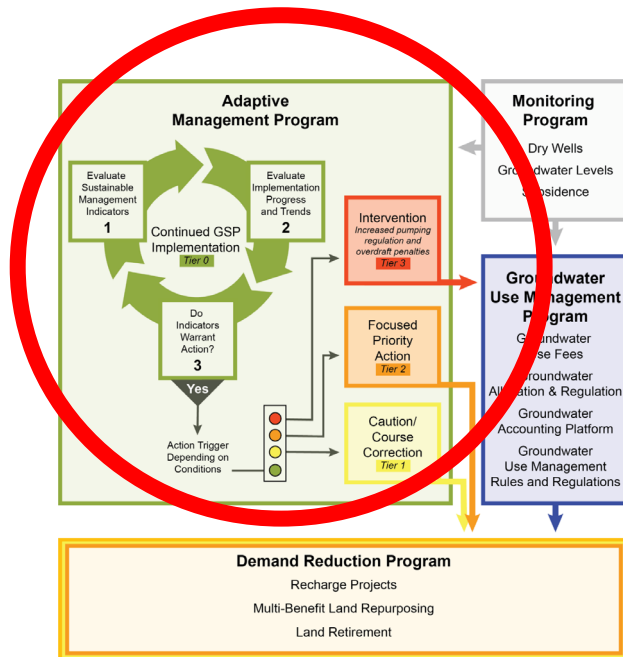 Adaptive
Management Program
Evaluate
Sustainable
Management
Indicators
1
Evaluate
Implementation
Progress
and Trends
2
Continued GSP
Implementation
Tier 0
Do
Indicators
Warrant
Action?
3
Yes
Action Trigger
Depending on
Conditions
Intervention
Increased pumping
regulation and
overdraft penalties
Tier 3
Focused
Priority
Action
Tier 2
Caution/
Course
Correction
Tier 1
Monitoring
Program
Dry Wells
Groundwater Levels
Subsidence
Groundwater
Use Management
Program
Groundwater
Use Fees
Groundwater
Allocation & Regulation
Groundwater
Accounting Platform
Groundwater
Use Management
Rules and Regulations
Demand Reduction Program
Recharge Projects
Multi-Benefit Land Repurposing
Land Retirement